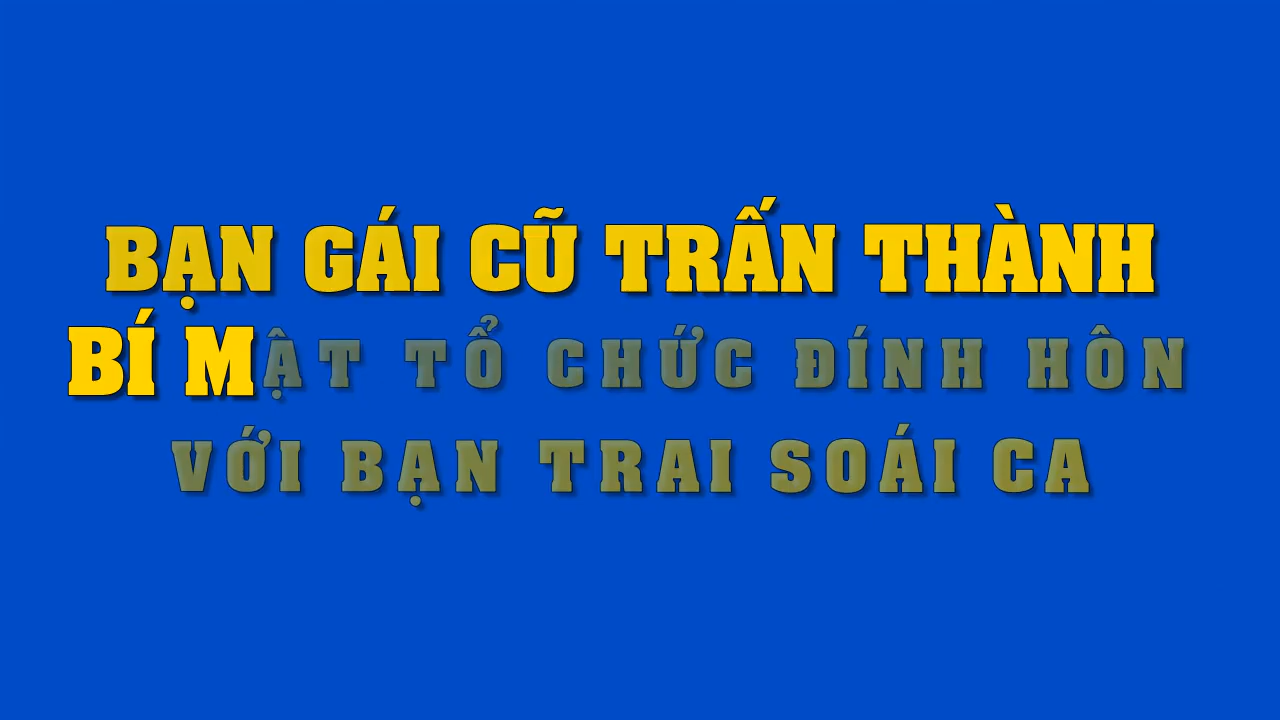 BẠN GÁI CŨ TRẤN THÀNH
BÍ MẬT TỔ CHỨC ĐÍNH HÔN
VỚI BẠN TRAI SOÁI CA